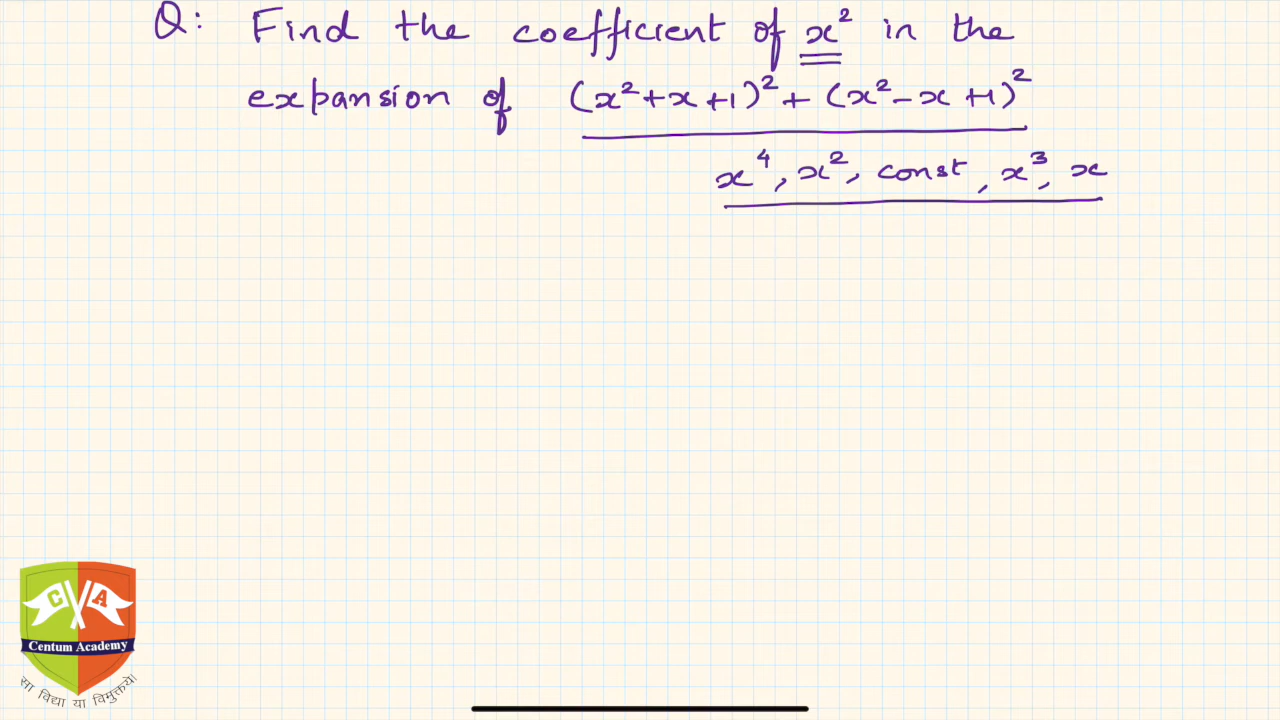 Q: Find the coefficient of x² in the
expansion of (x²+x+1)² + (x²-x+1)²
x⁴, x², const, x³, x
C A
Centum Academy
सा विद्या या विमुक्तये